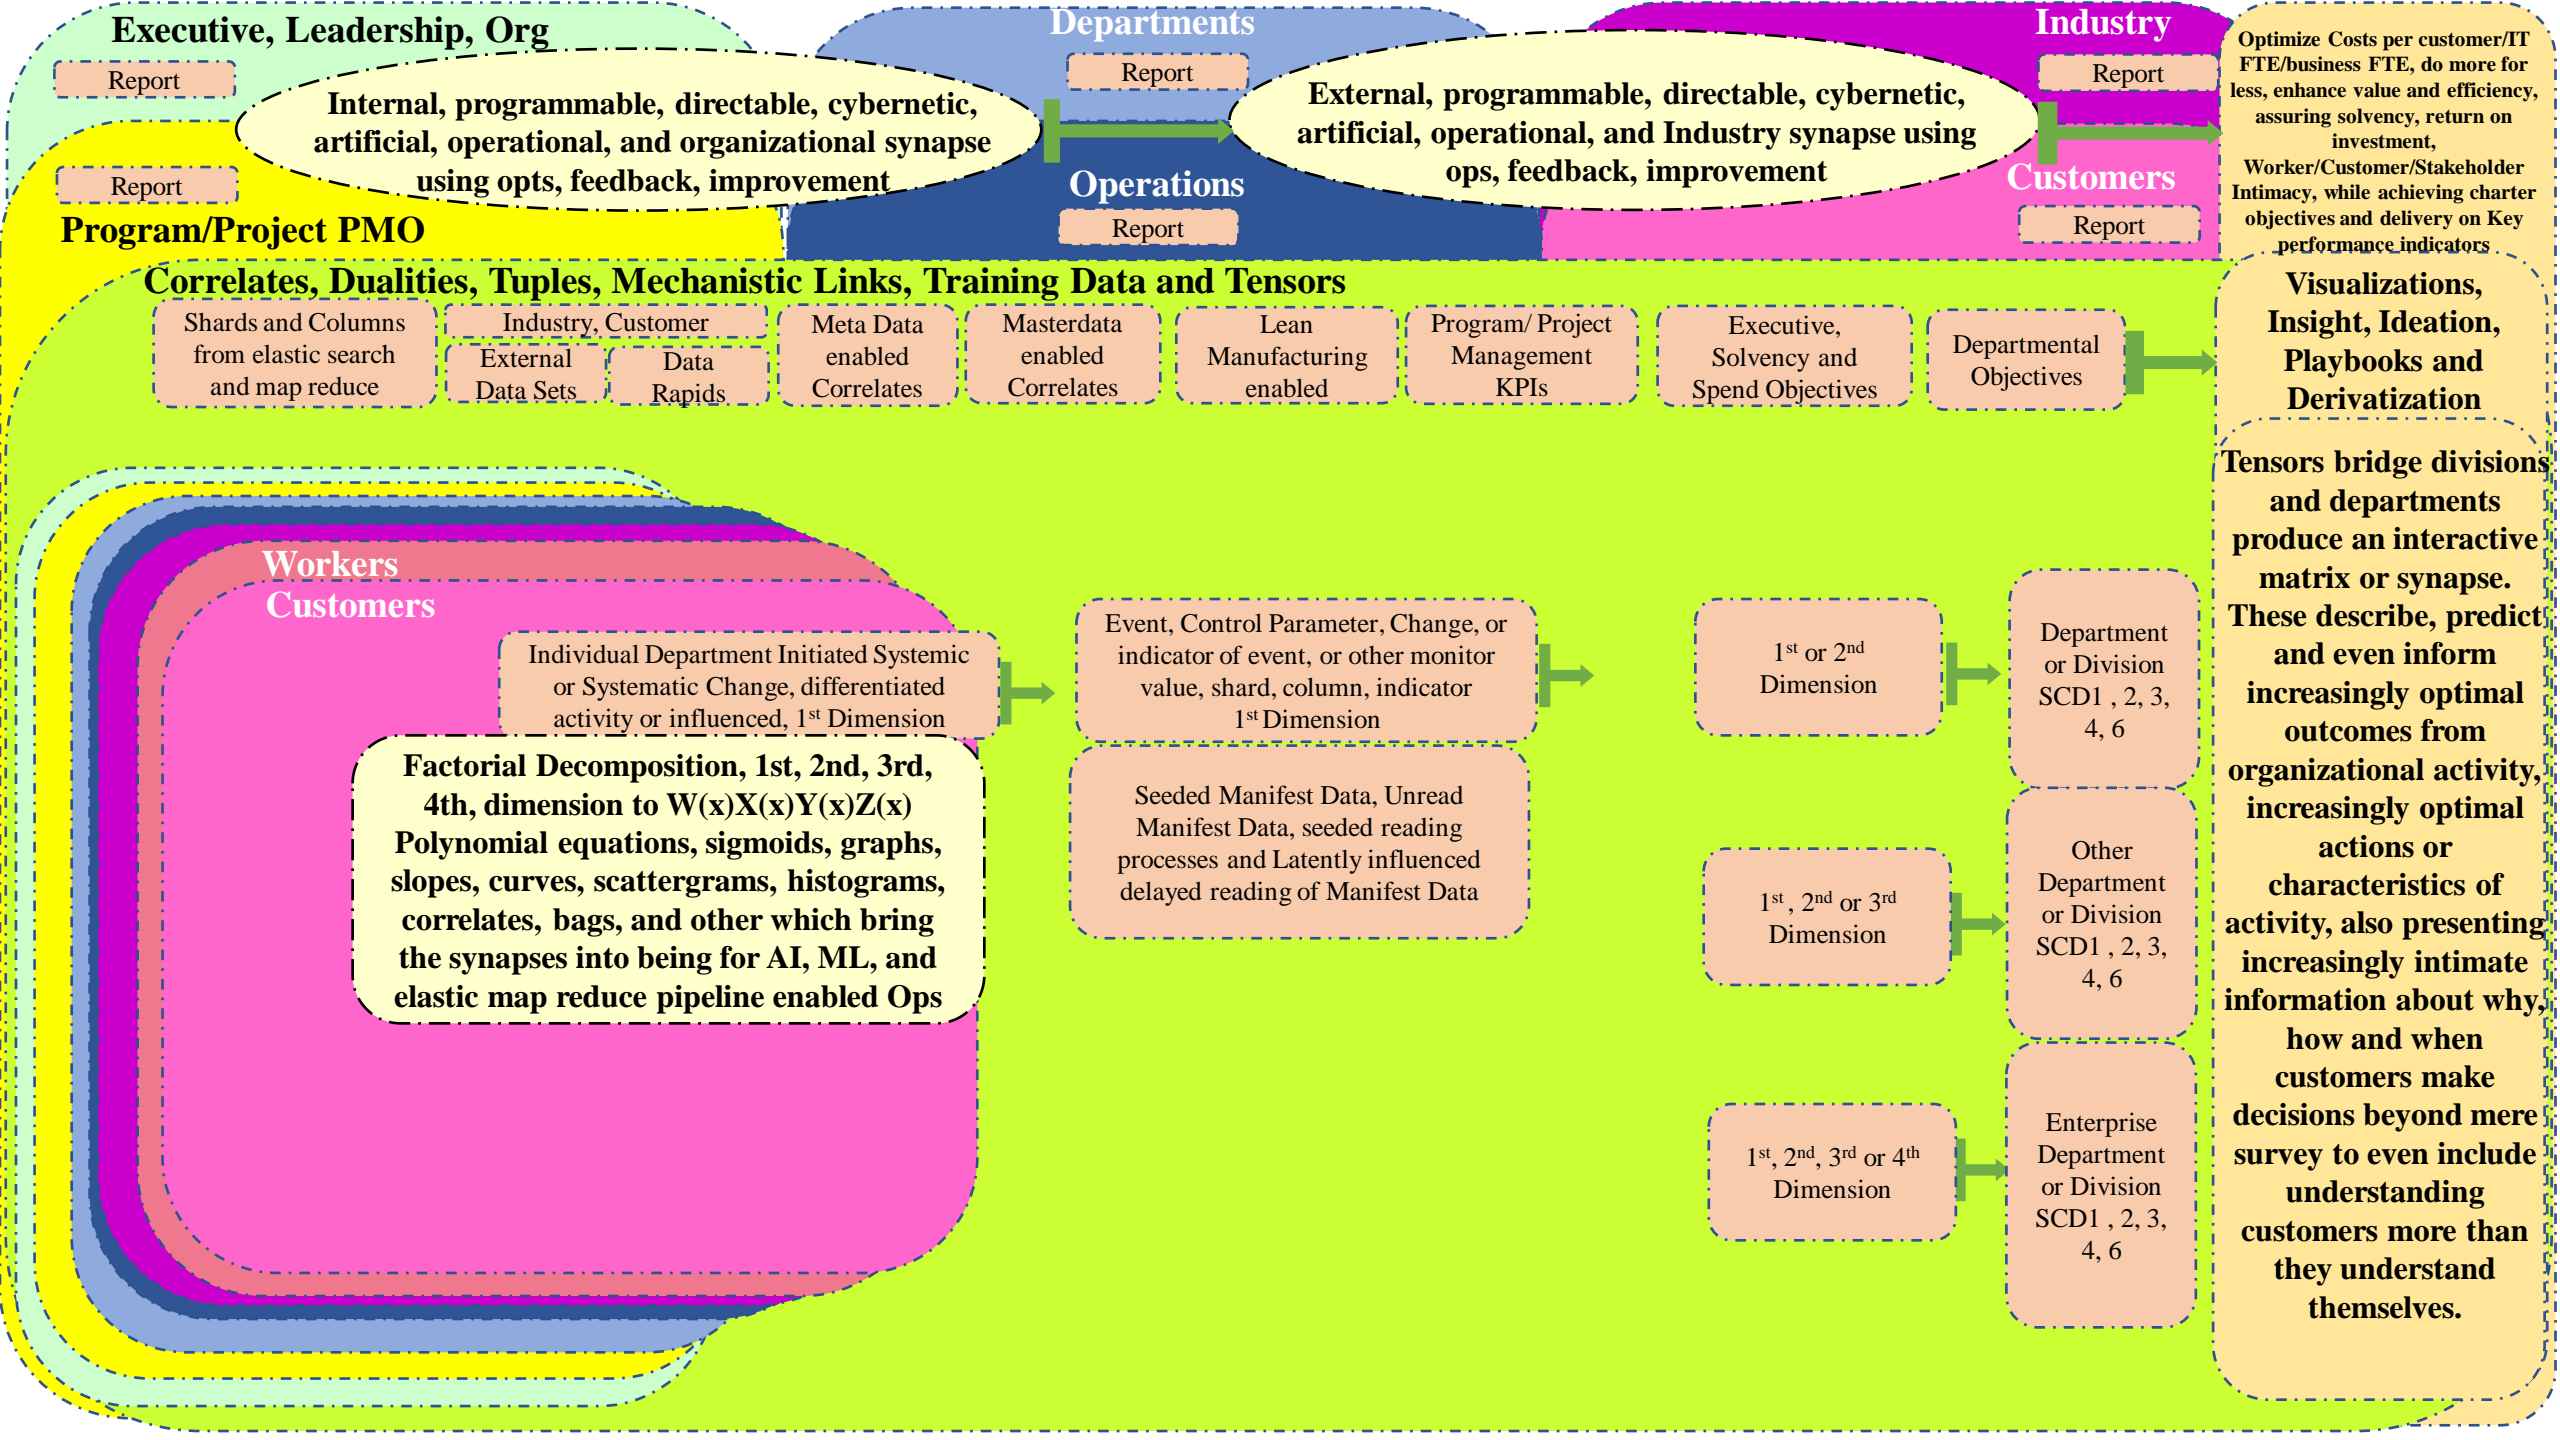 Executive, Leadership, Org
Report
Internal, programmable, directable, cybernetic,
artificial, operational, and organizational synapse
using opts, feedback, improvement
Report
Program/Project PMO
Departments
Report
Operations
Report
External, programmable, directable, cybernetic,
artificial, operational, and Industry synapse using
ops, feedback, improvement
Industry
Report
Customers
Report
Optimize Costs per customer/IT
FTE/business FTE, do more for
less, enhance value and efficiency,
assuring solvency, return on
investment,
Worker/Customer/Stakeholder
Intimacy, while achieving charter
objectives and delivery on Key
performance indicators
Correlates, Dualities, Tuples, Mechanistic Links, Training Data and Tensors
Shards and Columns
from elastic search
and map reduce
Industry, Customer
External
Data Sets
Data
Rapids
Meta Data
enabled
Correlates
Masterdata
enabled
Correlates
Lean
Manufacturing
enabled
Program/ Project
Management
KPIs
Executive,
Solvency and
Spend Objectives
Departmental
Objectives
Visualizations,
Insight, Ideation,
Playbooks and
Derivatization
Workers
Customers
Individual Department Initiated Systemic
or Systematic Change, differentiated
activity or influenced, 1st Dimension
Factorial Decomposition, 1st, 2nd, 3rd,
4th, dimension to W(x)X(x)Y(x)Z(x)
Polynomial equations, sigmoids, graphs,
slopes, curves, scattergrams, histograms,
correlates, bags, and other which bring
the synapses into being for AI, ML, and
elastic map reduce pipeline enabled Ops
Event, Control Parameter, Change, or
indicator of event, or other monitor
value, shard, column, indicator
1st Dimension
Seeded Manifest Data, Unread
Manifest Data, seeded reading
processes and Latently influenced
delayed reading of Manifest Data
1st or 2nd
Dimension
Department
or Division
SCD1 , 2, 3,
4, 6
1st , 2nd or 3rd
Dimension
Other
Department
or Division
SCD1 , 2, 3,
4, 6
1st, 2nd, 3rd or 4th
Dimension
Enterprise
Department
or Division
SCD1 , 2, 3,
4, 6
Tensors bridge divisions
and departments
produce an interactive
matrix or synapse.
These describe, predict
and even inform
increasingly optimal
outcomes from
organizational activity,
increasingly optimal
actions or
characteristics of
activity, also presenting
increasingly intimate
information about why,
how and when
customers make
decisions beyond mere
survey to even include
understanding
customers more than
they understand
themselves.